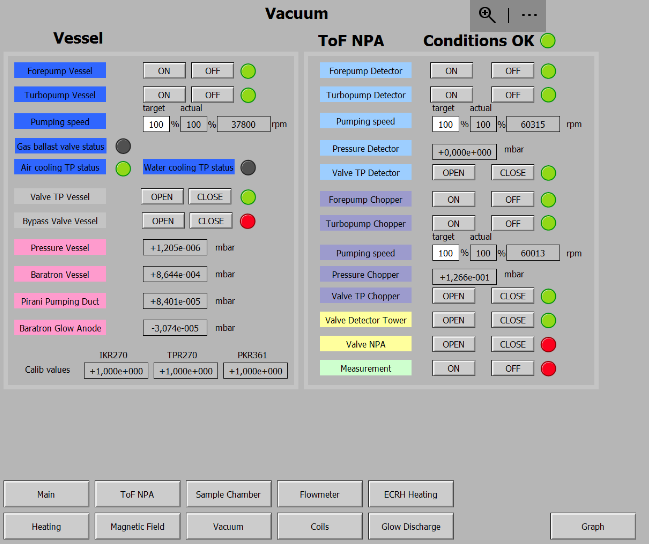 Vacuum
Vessel
Forepump Vessel ON OFF
Turbopump Vessel ON OFF
target actual
Pumping speed 100 % 100 % 37800 rpm
Gas ballast valve status
Air cooling TP status Water cooling TP status
Valve TP Vessel OPEN CLOSE
Bypass Valve Vessel OPEN CLOSE
Pressure Vessel +1,205e-006 mbar
Baratron Vessel +8,644e-004 mbar
Pirani Pumping Duct +8,401e-005 mbar
Baratron Glow Anode -3,074e-005 mbar
IKR270 TPR270 PKR361
Calib values +1,000e+000 +1,000e+000 +1,000e+000
ToF NPA Conditions OK
Forepump Detector ON OFF
Turbopump Detector ON OFF
target actual
Pumping speed 100 % 100 % 60315 rpm
Pressure Detector +0,000e+000 mbar
Valve TP Detector OPEN CLOSE
Forepump Chopper ON OFF
Turbopump Chopper ON OFF
target actual
Pumping speed 100 % 100 % 60013 rpm
Pressure Chopper +1,266e-001 mbar
Valve TP Chopper OPEN CLOSE
Valve Detector Tower OPEN CLOSE
Valve NPA OPEN CLOSE
Measurement ON OFF
Main ToF NPA Sample Chamber Flowmeter ECRH Heating
Heating Magnetic Field Vacuum Coils Glow Discharge Graph